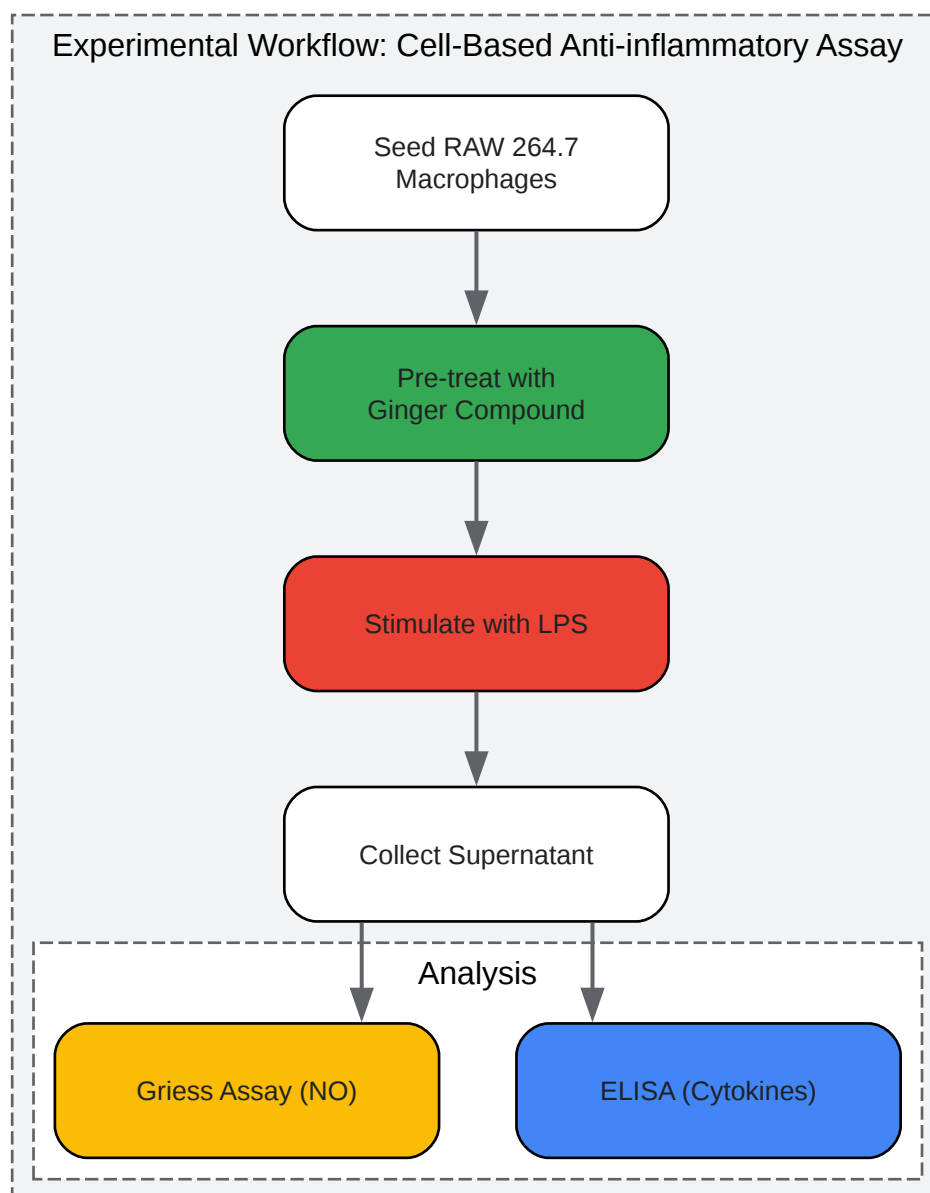 Experimental Workflow: Cell-Based Anti-inflammatory Assay
Seed RAW 264.7
Macrophages
Pre-treat with
Ginger Compound
Stimulate with LPS
Collect Supernatant
Analysis
Griess Assay (NO)
ELISA (Cytokines)